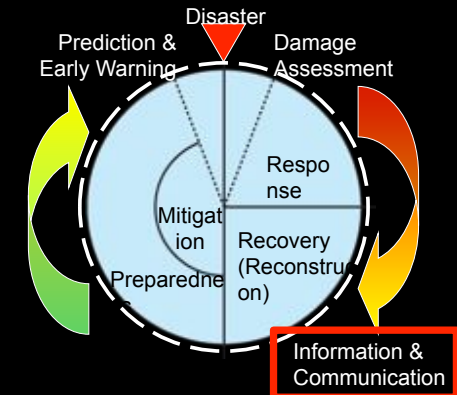 Disaster
Prediction &
Early Warning
Damage
Assessment
Respo
nse
Mitigat
ion
Recovery
(Reconstru
on)
Preparedne
s
Information &
Communication